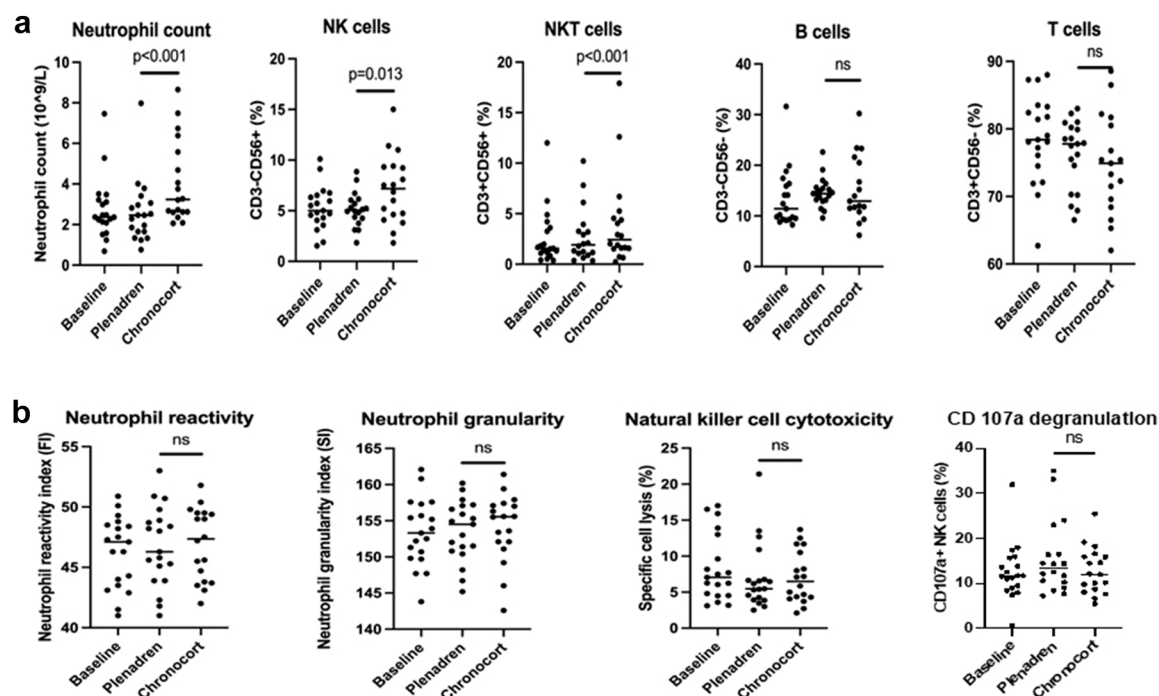 a
Neutrophil count
p<0.001
Neutrophil count (10^9/L)
10
8
6
4
2
0
Baseline
Plenadren
Chronocort
NK cells
p=0.013
CD3-CD56+ (%)
20
15
10
5
0
Baseline
Plenadren
Chronocort
NKT cells
p<0.001
CD3+CD56+ (%)
20
15
10
5
0
Baseline
Plenadren
Chronocort
B cells
ns
CD3-CD56- (%)
40
30
20
10
0
Baseline
Plenadren
Chronocort
T cells
ns
CD3+CD56- (%)
90
80
70
60
Baseline
Plenadren
Chronocort
b
Neutrophil reactivity
ns
Neutrophil reactivity index (FI)
55
50
45
40
Baseline
Plenadren
Chronocort
Neutrophil granularity
ns
Neutrophil granularity index (SI)
165
160
155
150
145
140
Baseline
Plenadren
Chronocort
Natural killer cell cytotoxicity
ns
Specific cell lysis (%)
25
20
15
10
5
0
Baseline
Plenadren
Chronocort
CD 107a degranulation
ns
CD107a+ NK cells (%)
40
30
20
10
0
Baseline
Plenadren
Chronocort